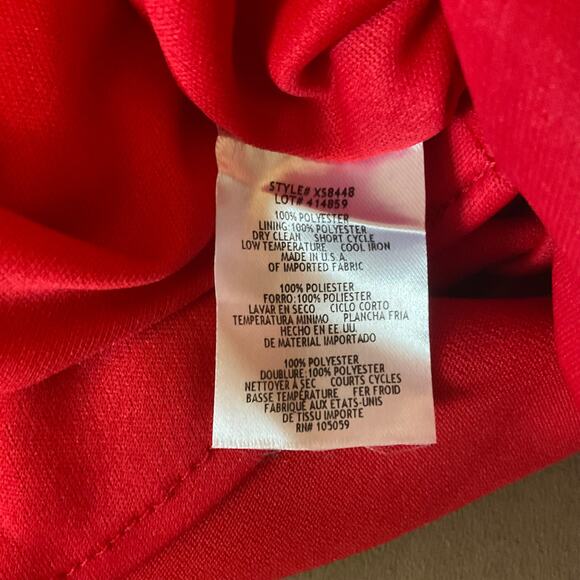 STYLE# X58448
LOT# 414859
100% POLYESTER
LINING:100% POLYESTER
DRY CLEAN SHORT CYCLE
LOW TEMPERATURE COOL IRON
MADE IN U.S.A.
OF IMPORTED FABRIC
100% POLIESTER
FORRO:100% POLIESTER
LAVAR EN SECO CICLO CORTO
TEMPERATURA MINIMO PLANCHA FRIA
HECHO EN EE.UU.
DE MATERIAL IMPORTADO
100% POLYESTER
DOUBLURE:100% POLYESTER
NETTOYER À SEC COURTS CYCLES
BASSE TEMPÉRATURE FER FROID
FABRIQUÉ AUX ÉTATS-UNIS
DE TISSU IMPORTE
RN# 105059